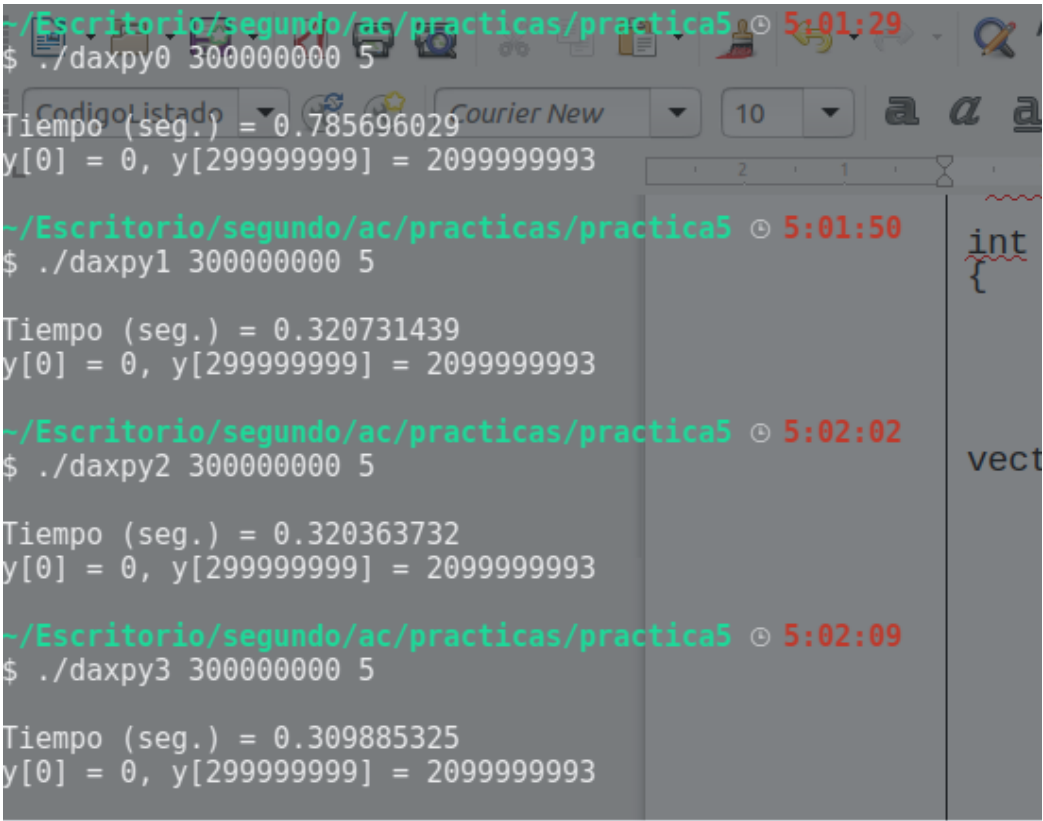 ~/Escritorio/segundo/ac/practicas/practica5 ◷ 5:01:29
$ ./daxpy0 300000000 5
CodigoListado Courier New 10 a a a
Tiempo (seg.) = 0.785696029
y[0] = 0, y[299999999] = 2099999993
2 1
~/Escritorio/segundo/ac/practicas/practica5 ◷ 5:01:50
int
$ ./daxpy1 300000000 5
{
Tiempo (seg.) = 0.320731439
y[0] = 0, y[299999999] = 2099999993
~/Escritorio/segundo/ac/practicas/practica5 ◷ 5:02:02
$ ./daxpy2 300000000 5
vect
Tiempo (seg.) = 0.320363732
y[0] = 0, y[299999999] = 2099999993
~/Escritorio/segundo/ac/practicas/practica5 ◷ 5:02:09
$ ./daxpy3 300000000 5
Tiempo (seg.) = 0.309885325
y[0] = 0, y[299999999] = 2099999993